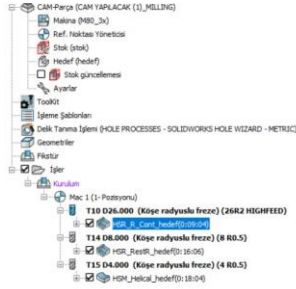 CAM-Parça (CAM YAPILACAK (1)_MILLING)
Makina (M80_3x)
Ref. Noktası Yöneticisi
Stok (stok)
Hedef (hedef)
Stok güncellemesi
Ayarlar
ToolKit
İşleme Şablonları
Delik Tanıma İşlemi (HOLE PROCESSES - SOLIDWORKS HOLE WIZARD - METRIC)
Geometriler
Fikstür
İşler
Kurulum
Mac 1 (1- Pozisyonu)
T10 D26.000 (Köşe radyuslu freze) (26R2 HIGHFEED)
HSR_R_Cont_hedef(0:09:04)
T14 D8.000 (Köşe radyuslu freze) (8 R0.5)
HSR_RestR_hedef(0:16:06)
T15 D4.000 (Köşe radyuslu freze) (4 R0.5)
HSM_Helical_hedef(0:18:04)